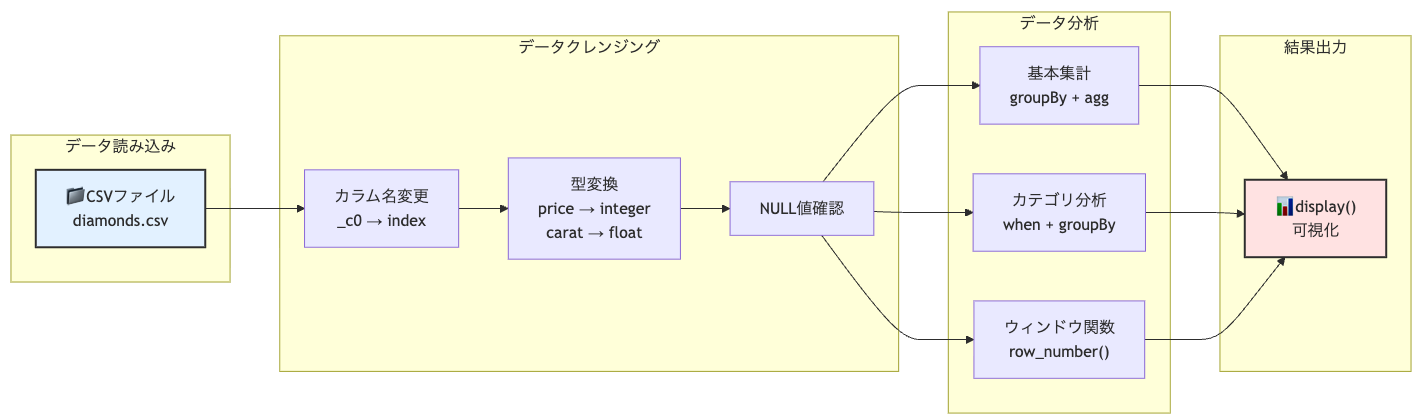 データ読み込み
📁CSVファイル
diamonds.csv
データクレンジング
カラム名変更
_c0 → index
型変換
price → integer
carat → float
NULL値確認
データ分析
基本集計
groupBy + agg
カテゴリ分析
when + groupBy
ウィンドウ関数
row_number()
結果出力
📊display()
可視化